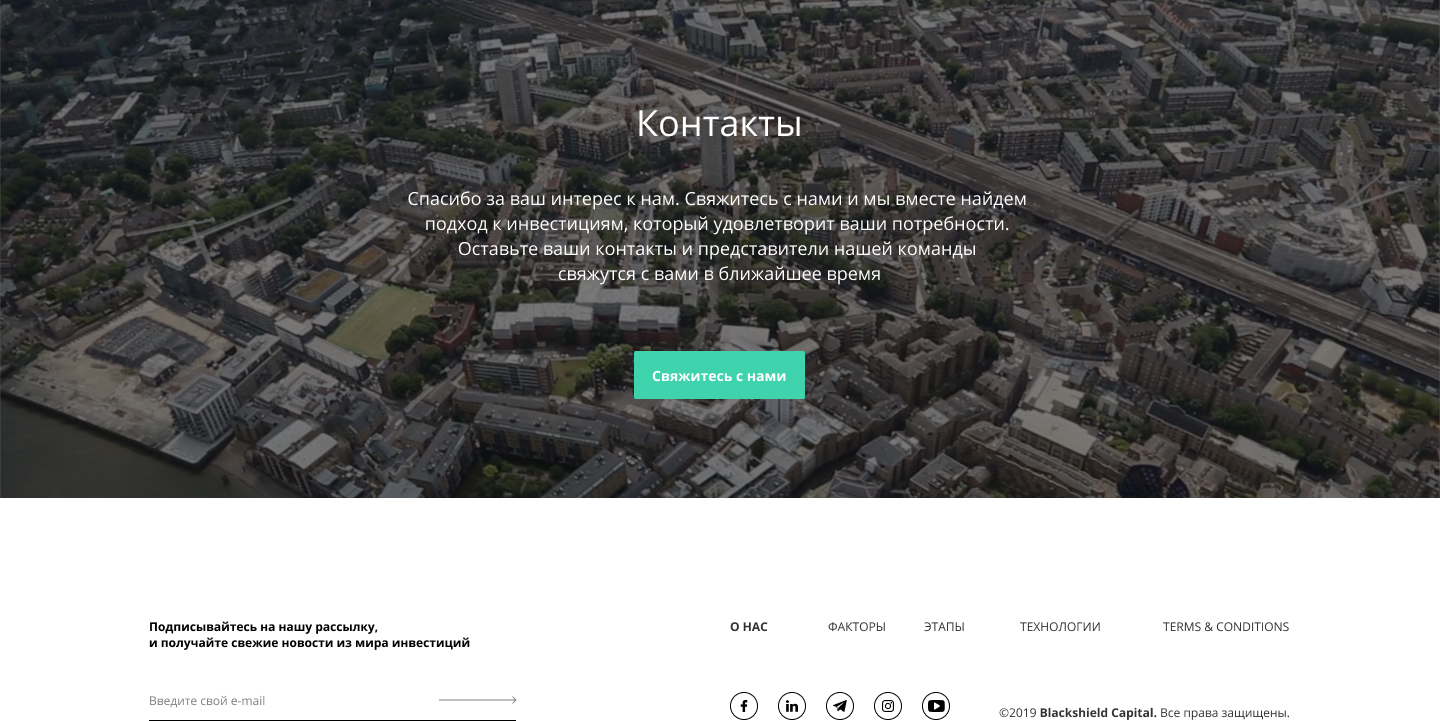 Контакты
Спасибо за ваш интерес к нам. Свяжитесь с нами и мы вместе найдем
подход к инвестициям, который удовлетворит ваши потребности.
Оставьте ваши контакты и представители нашей команды
свяжутся с вами в ближайшее время
Свяжитесь с нами
Подписывайтесь на нашу рассылку,
и получайте свежие новости из мира инвестиций
Введите свой e-mail
О НАС ФАКТОРЫ ЭТАПЫ ТЕХНОЛОГИИ TERMS & CONDITIONS
©2019 Blackshield Capital. Все права защищены.